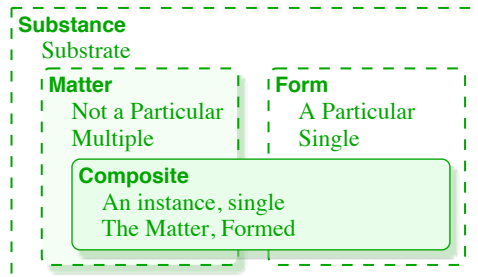 Substance
Substrate
Matter
Not a Particular
Multiple
Form
A Particular
Single
Composite
An instance, single
The Matter, Formed